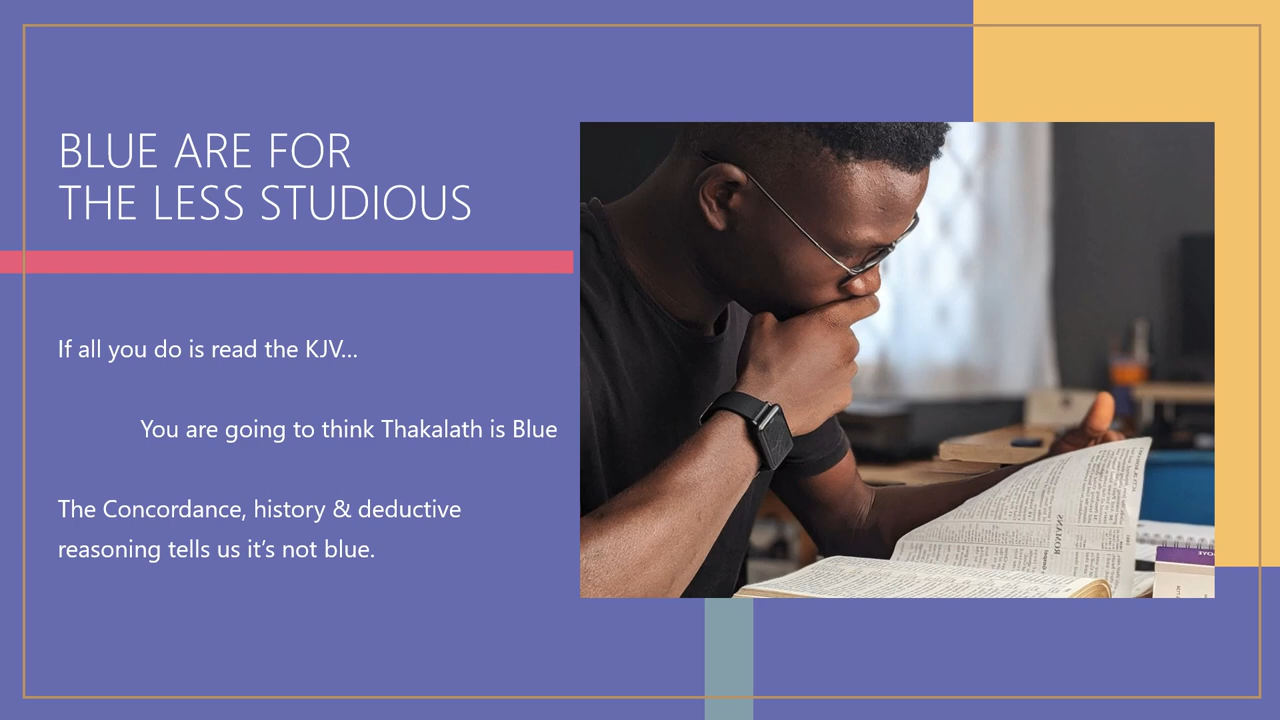 BLUE ARE FOR
THE LESS STUDIOUS
If all you do is read the KJV...
You are going to think Thakalath is Blue
The Concordance, history & deductive
reasoning tells us it’s not blue.
ROMANS